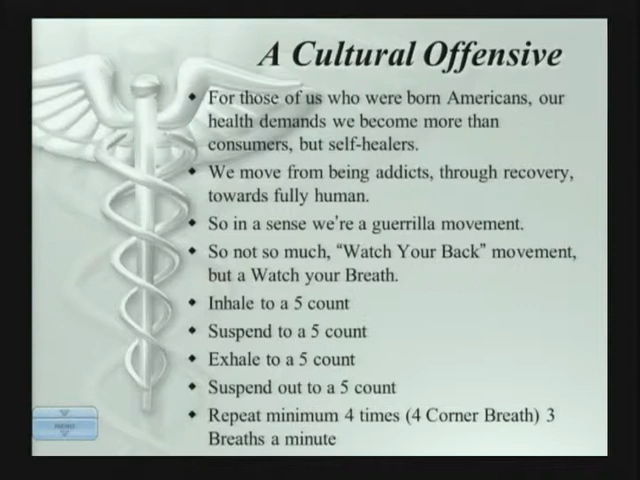 A Cultural Offensive
For those of us who were born Americans, our
health demands we become more than
consumers, but self-healers.
We move from being addicts, through recovery,
towards fully human.
So in a sense we're a guerrilla movement.
So not so much, “Watch Your Back” movement,
but a Watch your Breath.
Inhale to a 5 count
Suspend to a 5 count
Exhale to a 5 count
Suspend out to a 5 count
Repeat minimum 4 times (4 Corner Breath) 3
Breaths a minute